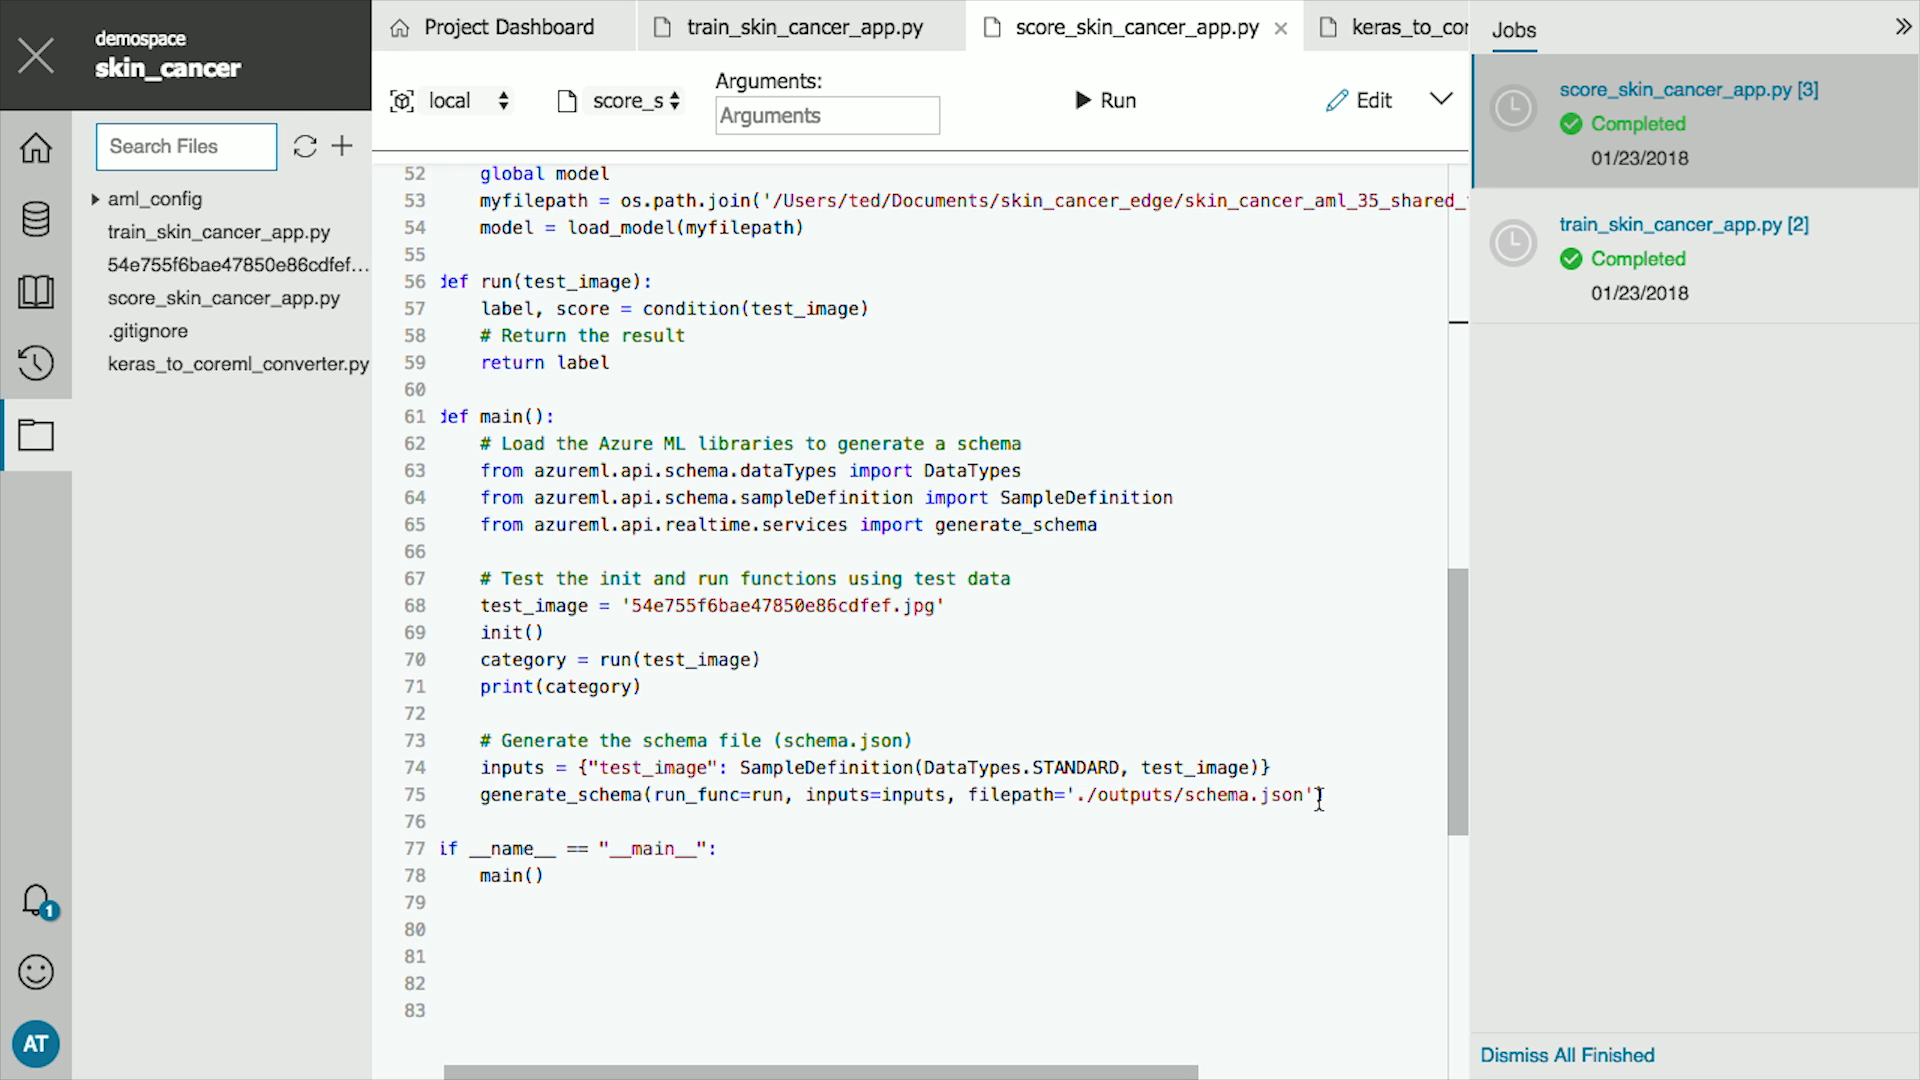 demospace
skin_cancer
Project Dashboard
train_skin_cancer_app.py
score_skin_cancer_app.py
keras_to_co
Jobs
local
score_s
Arguments:
Arguments
Run
Edit
Search Files
aml_config
train_skin_cancer_app.py
54e755f6bae47850e86cdfef...
score_skin_cancer_app.py
.gitignore
keras_to_coreml_converter.py
52 global model
53 myfilepath = os.path.join('/Users/ted/Documents/skin_cancer_edge/skin_cancer_aml_35_shared_
54 model = load_model(myfilepath)
55
56 def run(test_image):
57 label, score = condition(test_image)
58 # Return the result
59 return label
60
61 def main():
62 # Load the Azure ML libraries to generate a schema
63 from azureml.api.schema.dataTypes import DataTypes
64 from azureml.api.schema.sampleDefinition import SampleDefinition
65 from azureml.api.realtime.services import generate_schema
66
67 # Test the init and run functions using test data
68 test_image = '54e755f6bae47850e86cdfef.jpg'
69 init()
70 category = run(test_image)
71 print(category)
72
73 # Generate the schema file (schema.json)
74 inputs = {"test_image": SampleDefinition(DataTypes.STANDARD, test_image)}
75 generate_schema(run_func=run, inputs=inputs, filepath='./outputs/schema.json')
76
77 if __name__ == "__main__":
78 main()
79
80
81
82
83
score_skin_cancer_app.py [3]
Completed
01/23/2018
train_skin_cancer_app.py [2]
Completed
01/23/2018
1
AT
Dismiss All Finished